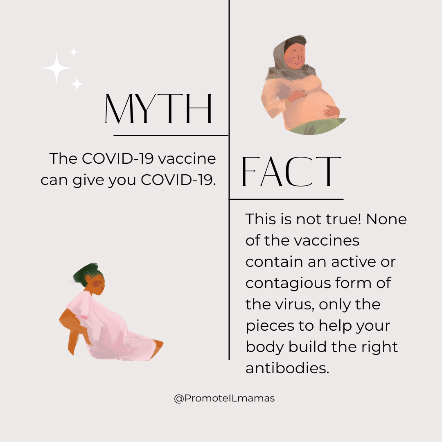 MYTH
The COVID-19 vaccine
can give you COVID-19.
FACT
This is not true! None
of the vaccines
contain an active or
contagious form of
the virus, only the
pieces to help your
body build the right
antibodies.
@PromoteILmamas